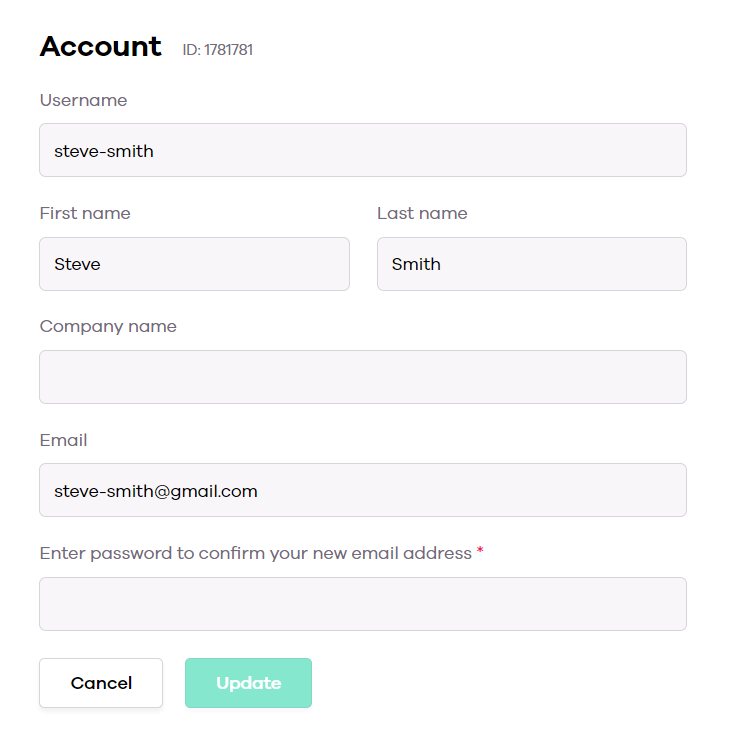 Account ID: 1781781
Username
steve-smith
First name Last name
Steve Smith
Company name
Email
steve-smith@gmail.com
Enter password to confirm your new email address *
Cancel Update